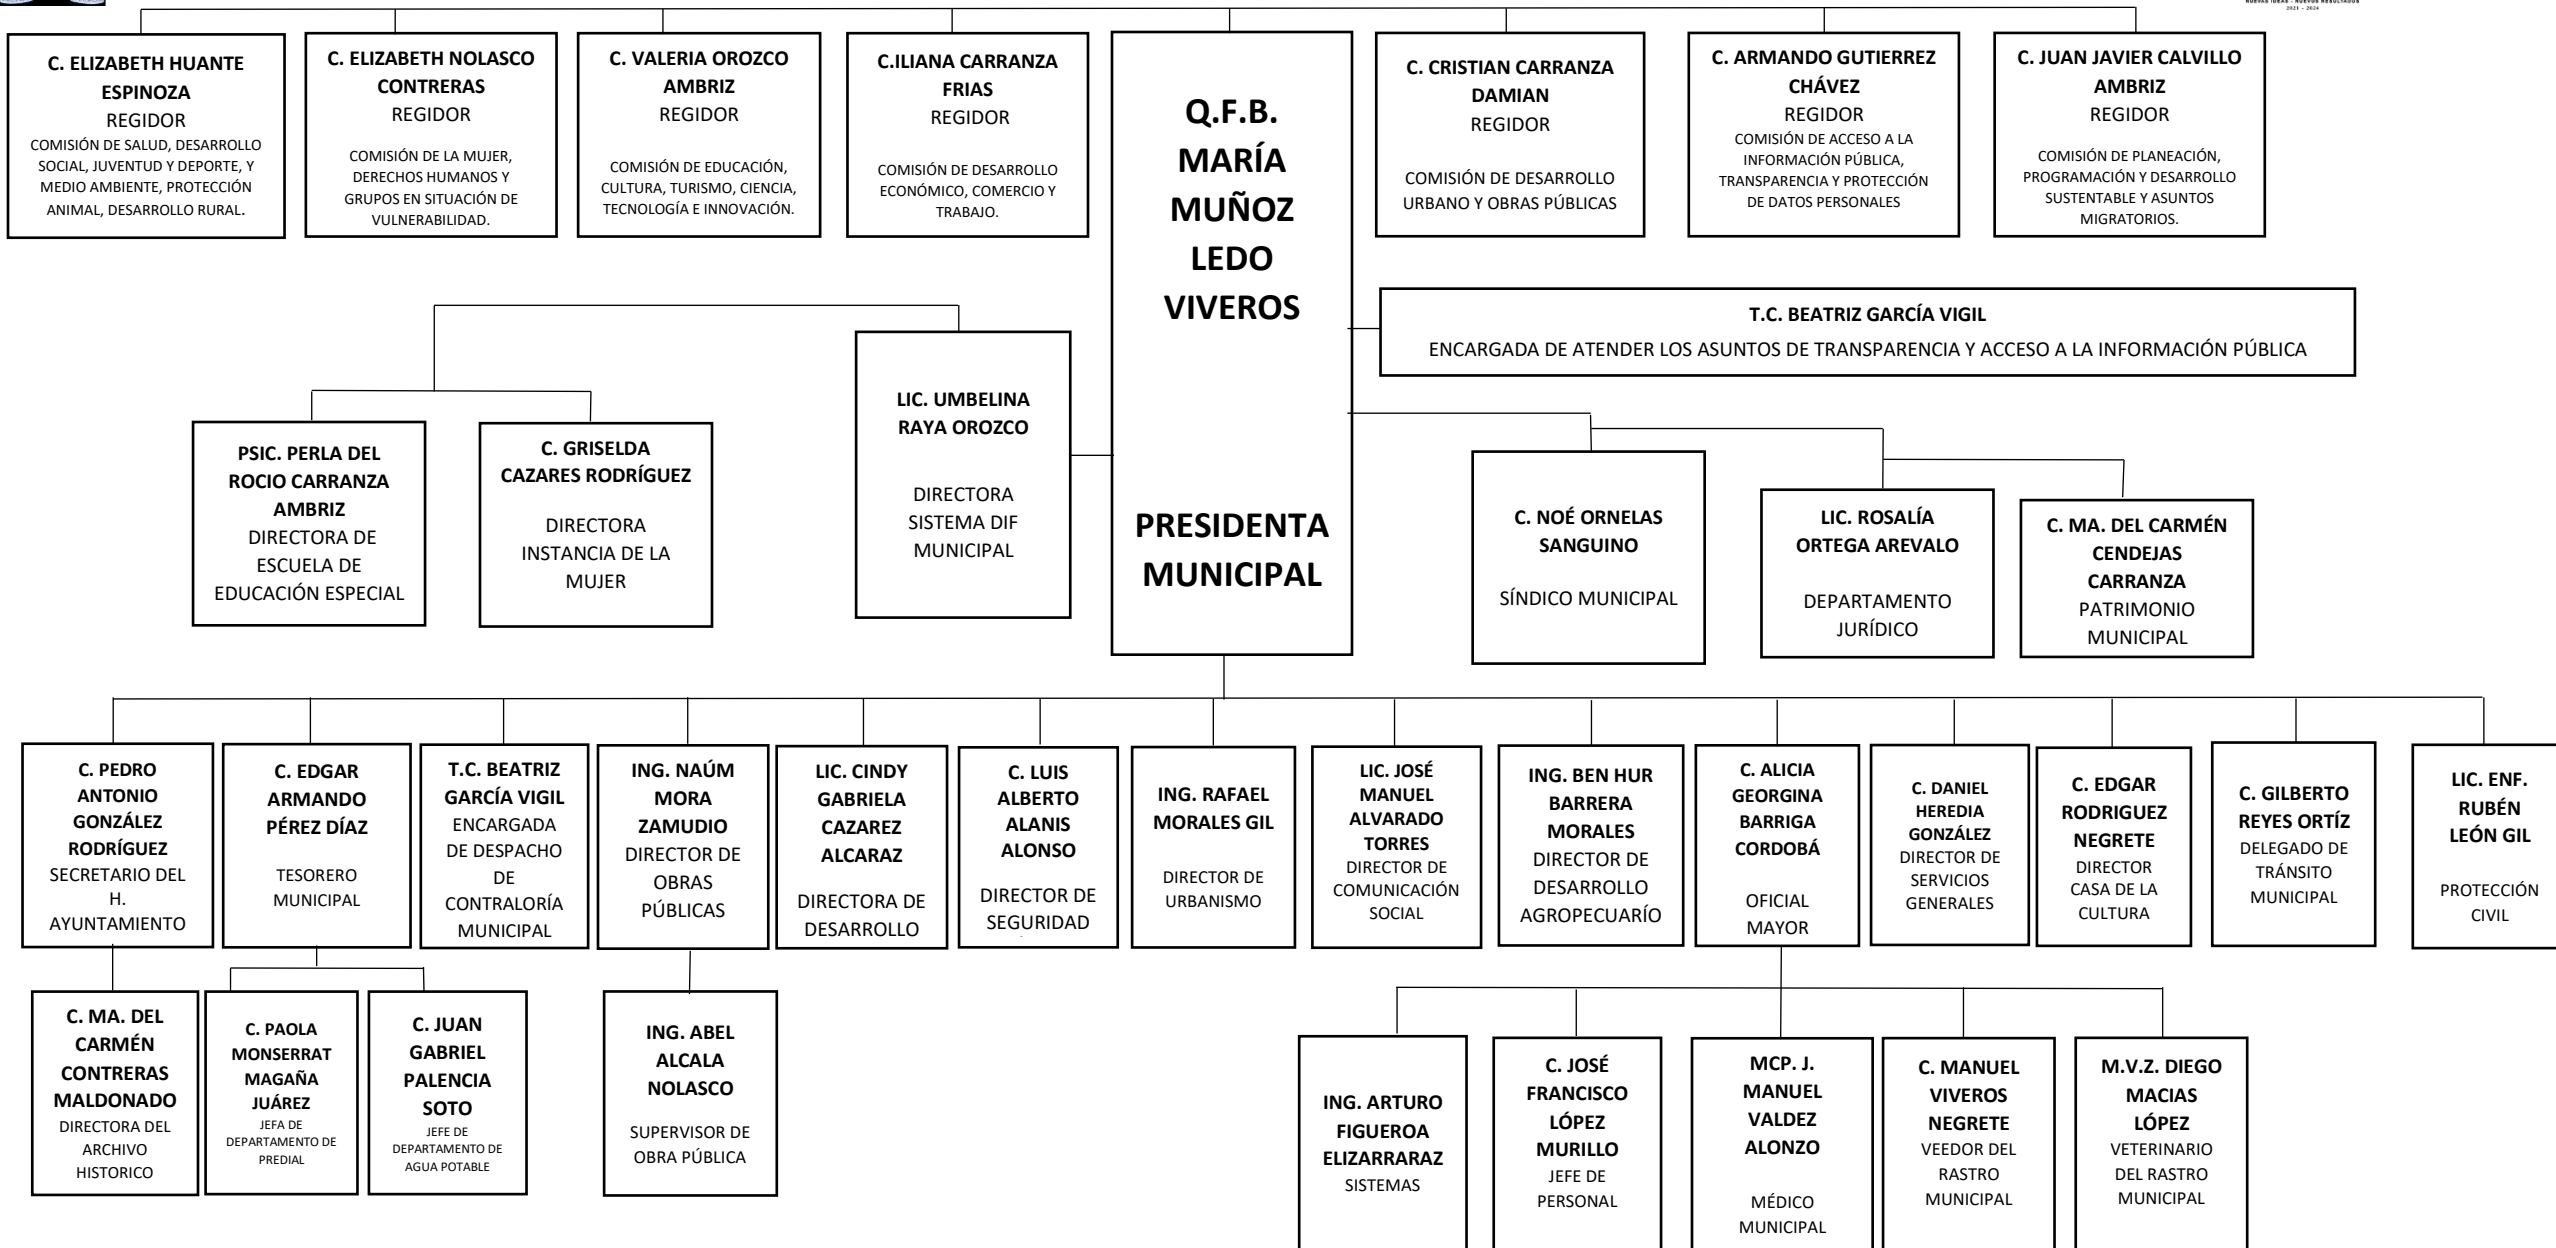 NUEVAS IDEAS - NUEVOS RESULTADOS
2021 - 2024
C. ELIZABETH HUANTE
ESPINOZA
REGIDOR
COMISIÓN DE SALUD, DESARROLLO
SOCIAL, JUVENTUD Y DEPORTE, Y
MEDIO AMBIENTE, PROTECCIÓN
ANIMAL, DESARROLLO RURAL.
C. ELIZABETH NOLASCO
CONTRERAS
REGIDOR
COMISIÓN DE LA MUJER,
DERECHOS HUMANOS Y
GRUPOS EN SITUACIÓN DE
VULNERABILIDAD.
C. VALERIA OROZCO
AMBRIZ
REGIDOR
COMISIÓN DE EDUCACIÓN,
CULTURA, TURISMO, CIENCIA,
TECNOLOGÍA E INNOVACIÓN.
C.ILIANA CARRANZA
FRIAS
REGIDOR
COMISIÓN DE DESARROLLO
ECONÓMICO, COMERCIO Y
TRABAJO.
Q.F.B.
MARÍA
MUÑOZ
LEDO
VIVEROS
PRESIDENTA
MUNICIPAL
C. CRISTIAN CARRANZA
DAMIAN
REGIDOR
COMISIÓN DE DESARROLLO
URBANO Y OBRAS PÚBLICAS
C. ARMANDO GUTIERREZ
CHÁVEZ
REGIDOR
COMISIÓN DE ACCESO A LA
INFORMACIÓN PÚBLICA,
TRANSPARENCIA Y PROTECCIÓN
DE DATOS PERSONALES
C. JUAN JAVIER CALVILLO
AMBRIZ
REGIDOR
COMISIÓN DE PLANEACIÓN,
PROGRAMACIÓN Y DESARROLLO
SUSTENTABLE Y ASUNTOS
MIGRATORIOS.
T.C. BEATRIZ GARCÍA VIGIL
ENCARGADA DE ATENDER LOS ASUNTOS DE TRANSPARENCIA Y ACCESO A LA INFORMACIÓN PÚBLICA
PSIC. PERLA DEL
ROCIO CARRANZA
AMBRIZ
DIRECTORA DE
ESCUELA DE
EDUCACIÓN ESPECIAL
C. GRISELDA
CAZARES RODRÍGUEZ
DIRECTORA
INSTANCIA DE LA
MUJER
LIC. UMBELINA
RAYA OROZCO
DIRECTORA
SISTEMA DIF
MUNICIPAL
C. NOÉ ORNELAS
SANGUINO
SÍNDICO MUNICIPAL
LIC. ROSALÍA
ORTEGA AREVALO
DEPARTAMENTO
JURÍDICO
C. MA. DEL CARMÉN
CENDEJAS
CARRANZA
PATRIMONIO
MUNICIPAL
C. PEDRO
ANTONIO
GONZÁLEZ
RODRÍGUEZ
SECRETARIO DEL
H.
AYUNTAMIENTO
C. EDGAR
ARMANDO
PÉREZ DÍAZ
TESORERO
MUNICIPAL
T.C. BEATRIZ
GARCÍA VIGIL
ENCARGADA
DE DESPACHO
DE
CONTRALORÍA
MUNICIPAL
ING. NAÚM
MORA
ZAMUDIO
DIRECTOR DE
OBRAS
PÚBLICAS
LIC. CINDY
GABRIELA
CAZAREZ
ALCARAZ
DIRECTORA DE
DESARROLLO
C. LUIS
ALBERTO
ALANIS
ALONSO
DIRECTOR DE
SEGURIDAD
ING. RAFAEL
MORALES GIL
DIRECTOR DE
URBANISMO
LIC. JOSÉ
MANUEL
ALVARADO
TORRES
DIRECTOR DE
COMUNICACIÓN
SOCIAL
ING. BEN HUR
BARRERA
MORALES
DIRECTOR DE
DESARROLLO
AGROPECUARÍO
C. ALICIA
GEORGINA
BARRIGA
CORDOBÁ
OFICIAL
MAYOR
C. DANIEL
HEREDIA
GONZÁLEZ
DIRECTOR DE
SERVICIOS
GENERALES
C. EDGAR
RODRIGUEZ
NEGRETE
DIRECTOR
CASA DE LA
CULTURA
C. GILBERTO
REYES ORTÍZ
DELEGADO DE
TRÁNSITO
MUNICIPAL
LIC. ENF.
RUBÉN
LEÓN GIL
PROTECCIÓN
CIVIL
C. MA. DEL
CARMÉN
CONTRERAS
MALDONADO
DIRECTORA DEL
ARCHIVO
HISTORICO
C. PAOLA
MONSERRAT
MAGAÑA
JUÁREZ
JEFA DE
DEPARTAMENTO DE
PREDIAL
C. JUAN
GABRIEL
PALENCIA
SOTO
JEFE DE
DEPARTAMENTO DE
AGUA POTABLE
ING. ABEL
ALCALA
NOLASCO
SUPERVISOR DE
OBRA PÚBLICA
ING. ARTURO
FIGUEROA
ELIZARRARAZ
SISTEMAS
C. JOSÉ
FRANCISCO
LÓPEZ
MURILLO
JEFE DE
PERSONAL
MCP. J.
MANUEL
VALDEZ
ALONZO
MÉDICO
MUNICIPAL
C. MANUEL
VIVEROS
NEGRETE
VEEDOR DEL
RASTRO
MUNICIPAL
M.V.Z. DIEGO
MACIAS
LÓPEZ
VETERINARIO
DEL RASTRO
MUNICIPAL